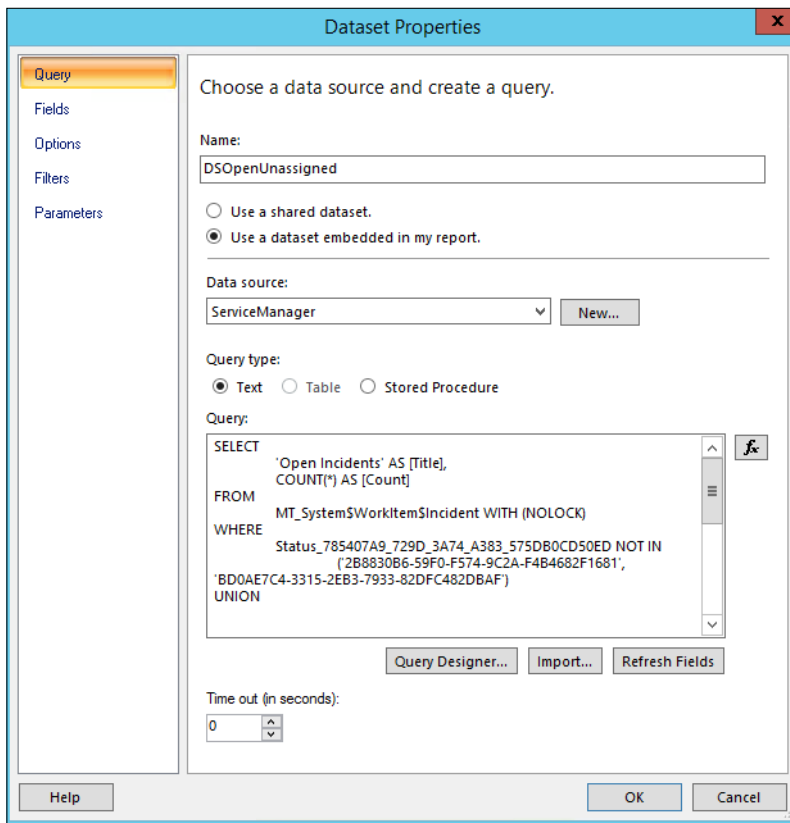 Dataset Properties
x
Query
Fields
Options
Filters
Parameters
Choose a data source and create a query.
Name:
DSOpenUnassigned
Use a shared dataset.
Use a dataset embedded in my report.
Data source:
ServiceManager
New...
Query type:
Text
Table
Stored Procedure
Query:
SELECT
'Open Incidents' AS [Title],
COUNT(*) AS [Count]
FROM
MT_System$WorkItem$Incident WITH (NOLOCK)
WHERE
Status_785407A9_729D_3A74_A383_575DB0CD50ED NOT IN
('2B8830B6-59F0-F574-9C2A-F4B4682F1681',
'BD0AE7C4-3315-2EB3-7933-82DFC482DBAF')
UNION
fx
Query Designer...
Import...
Refresh Fields
Time out (in seconds):
0
Help
OK
Cancel